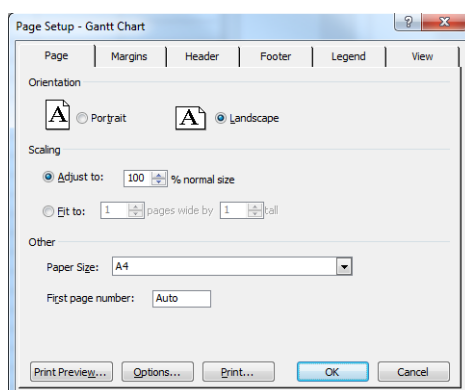 Page Setup - Gantt Chart
Page Margins Header Footer Legend View
Orientation
A Portrait A Landscape
Scaling
Adjust to: 100 % normal size
Fit to: 1 pages wide by 1 tall
Other
Paper Size: A4
First page number: Auto
Print Preview... Options... Print... OK Cancel